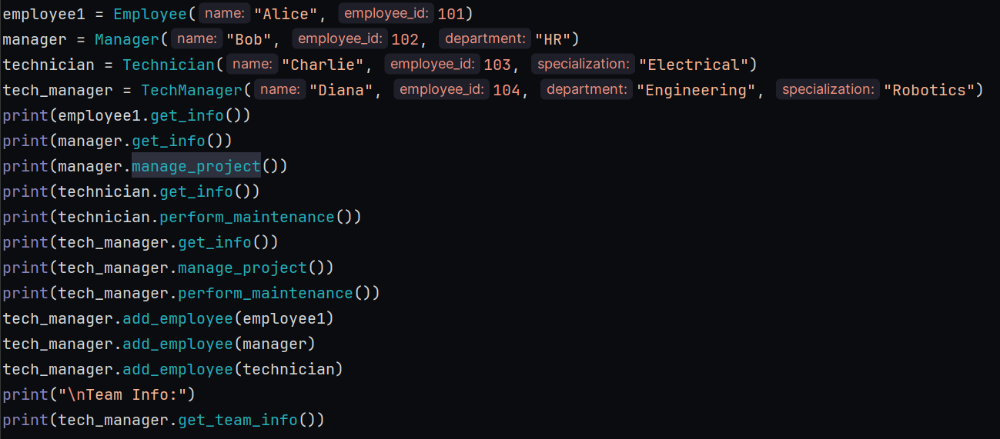 employee1 = Employee( name: "Alice", employee_id: 101)
manager = Manager( name: "Bob", employee_id: 102, department: "HR")
technician = Technician( name: "Charlie", employee_id: 103, specialization: "Electrical")
tech_manager = TechManager( name: "Diana", employee_id: 104, department: "Engineering", specialization: "Robotics")
print(employee1.get_info())
print(manager.get_info())
print(manager.manage_project())
print(technician.get_info())
print(technician.perform_maintenance())
print(tech_manager.get_info())
print(tech_manager.manage_project())
print(tech_manager.perform_maintenance())
tech_manager.add_employee(employee1)
tech_manager.add_employee(manager)
tech_manager.add_employee(technician)
print("\nTeam Info:")
print(tech_manager.get_team_info())